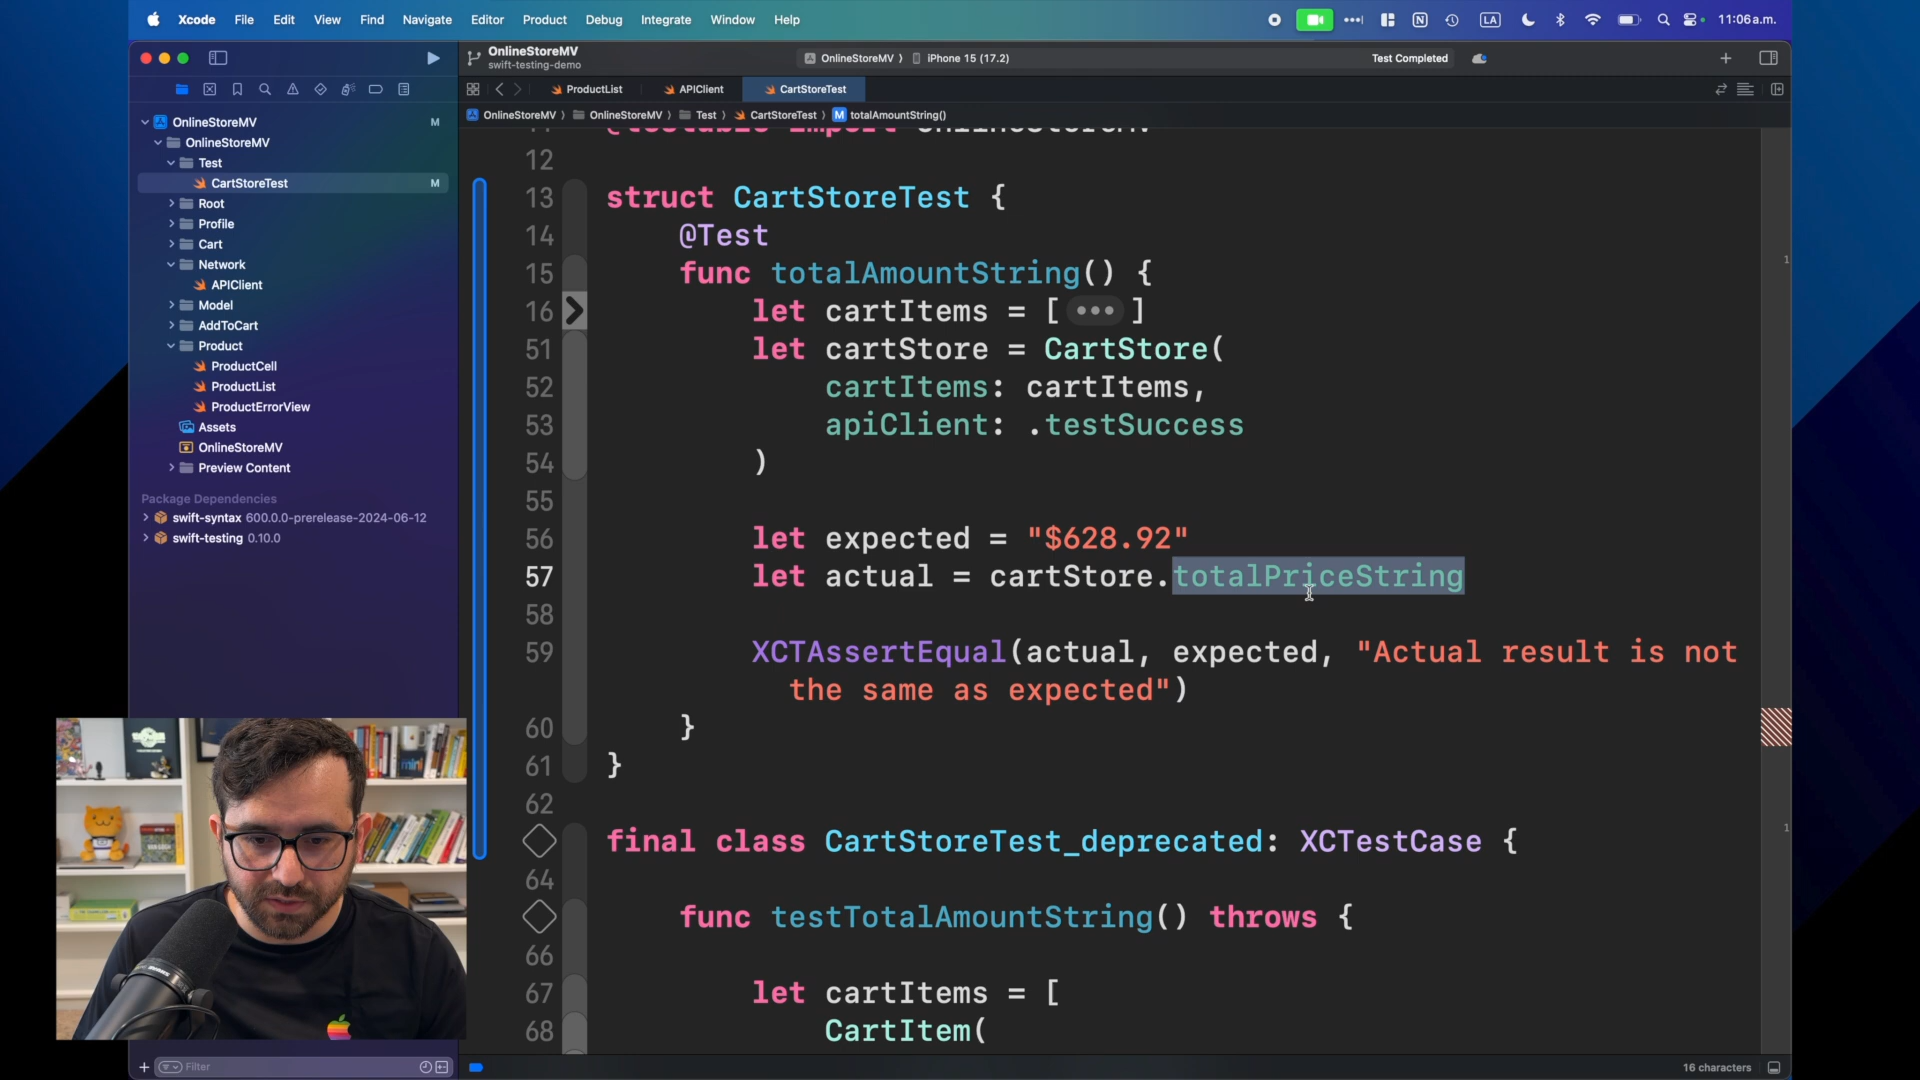 Xcode File Edit View Find Navigate Editor Product Debug Integrate Window Help
LA
11:06 a.m.
OnlineStoreMV
swift-testing-demo
OnlineStoreMV 〉 iPhone 15 (17.2)
Test Completed
ProductList APIClient CartStoreTest
OnlineStoreMV 〉 OnlineStoreMV 〉 Test 〉 CartStoreTest 〉 M totalAmountString()
OnlineStoreMV M
OnlineStoreMV
Test
CartStoreTest M
Root
Profile
Cart
Network
APIClient
Model
AddToCart
Product
ProductCell
ProductList
ProductErrorView
Assets
OnlineStoreMV
Preview Content
Package Dependencies
swift-syntax 600.0.0-prerelease-2024-06-12
swift-testing 0.10.0
Filter
11 @testable import OnlineStoreMV
12
13 struct CartStoreTest {
14 @Test
15 func totalAmountString() {
16 let cartItems = [ ••• ]
51 let cartStore = CartStore(
52 cartItems: cartItems,
53 apiClient: .testSuccess
54 )
55
56 let expected = "$628.92"
57 let actual = cartStore.totalPriceString
58
59 XCTAssertEqual(actual, expected, "Actual result is not
the same as expected")
60 }
61 }
62
final class CartStoreTest_deprecated: XCTestCase {
64
func testTotalAmountString() throws {
66
67 let cartItems = [
68 CartItem(
1
1
16 characters